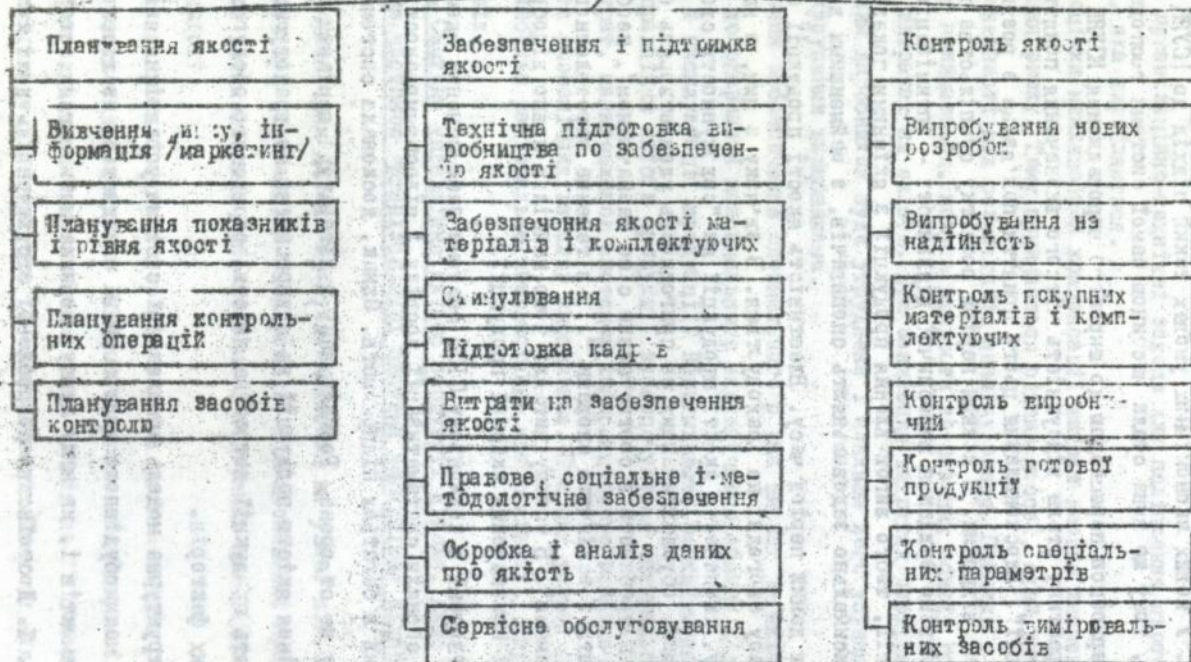 Планування якості
Вивчення ін-
формація /маркетинг/
Планування показників
і рівня якості
Планування контроль-
них операцій
Планування засобів
контролю
Забезпечення і підтримка
якості
Технічна підготовка ви-
робництва по забезпечен-
ню якості
Забезпечення якості ма-
теріалів і комплектуючих
Стимулювання
Підготовка кадрів
Витрати на забезпечення
якості
Правове, соціальне і ме-
тодологічне забезпечення
Обробка і аналіз даних
про якість
Сервісне обслуговування
Контроль якості
Випробування нових
розробок
Випробування на
надійність
Контроль покупних
матеріалів і комп-
лектуючих
Контроль виробни-
чий
Контроль готової
продукції
Контроль спеціаль-
них параметрів
Контроль вимірюваль-
них засобів